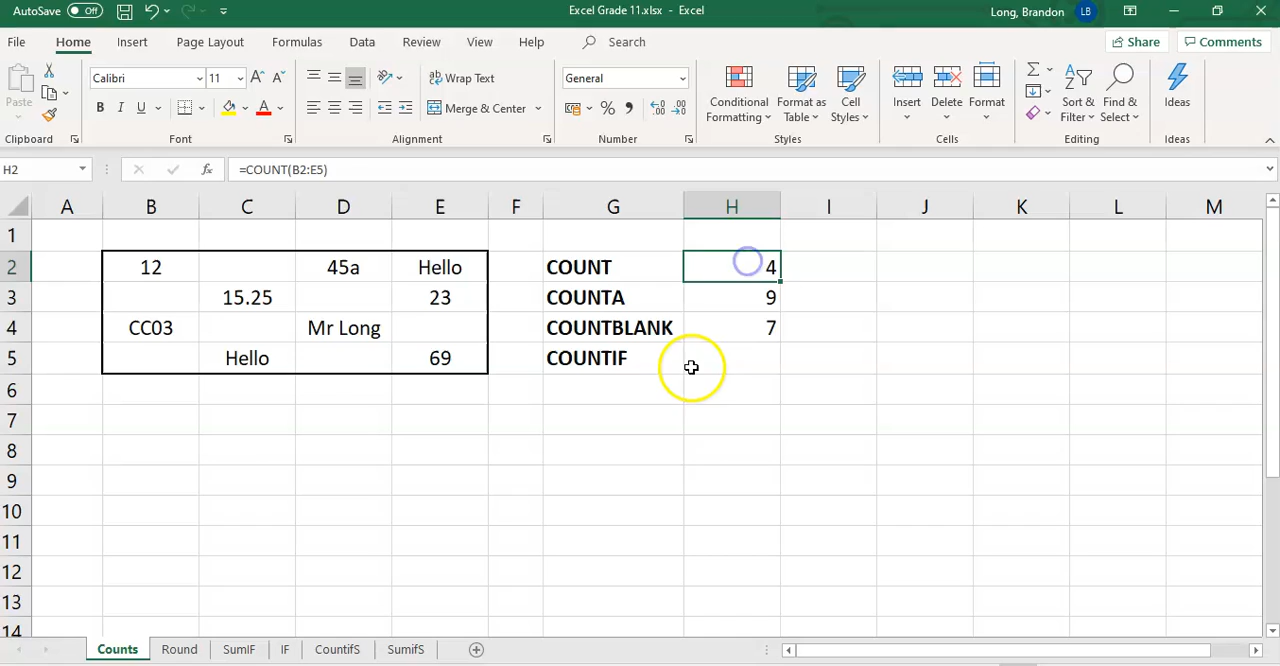 AutoSave Off Excel Grade 11.xlsx - Excel Long, Brandon LB
File Home Insert Page Layout Formulas Data Review View Help Search Share Comments
Paste Calibri 11 A A Wrap Text General Conditional Formatting Format as Table Cell Styles Insert Delete Format Sort & Filter Find & Select Ideas
B I U A Merge & Center % ,
Clipboard Font Alignment Number Styles Cells Editing Ideas
H2 fx =COUNT(B2:E5)
A B C D E F G H I J K L M
1
2 12 45a Hello COUNT 4
3 15.25 23 COUNTA 9
4 CC03 Mr Long COUNTBLANK 7
5 Hello 69 COUNTIF
6
7
8
9
10
11
12
13
14
Counts Round SumIF IF CountifS SumifS